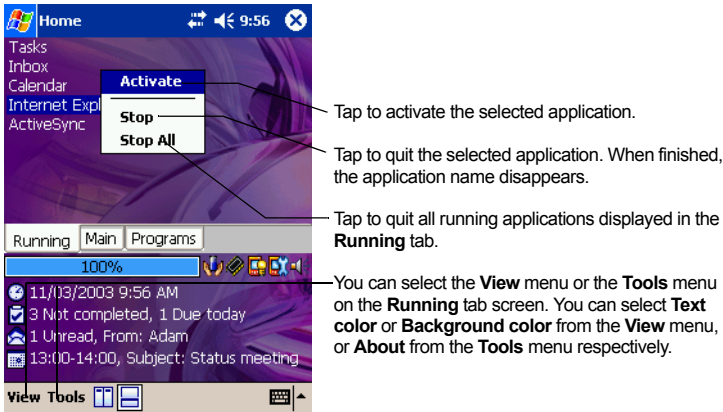 Home 9:56
Tasks
Inbox
Calendar
Internet Expl
ActiveSync
Activate
Stop
Stop All
Running Main Programs
100%
11/03/2003 9:56 AM
3 Not completed, 1 Due today
1 Unread, From: Adam
13:00-14:00, Subject: Status meeting
View Tools
Tap to activate the selected application.
Tap to quit the selected application. When finished,
the application name disappears.
Tap to quit all running applications displayed in the
Running tab.
You can select the View menu or the Tools menu
on the Running tab screen. You can select Text
color or Background color from the View menu,
or About from the Tools menu respectively.